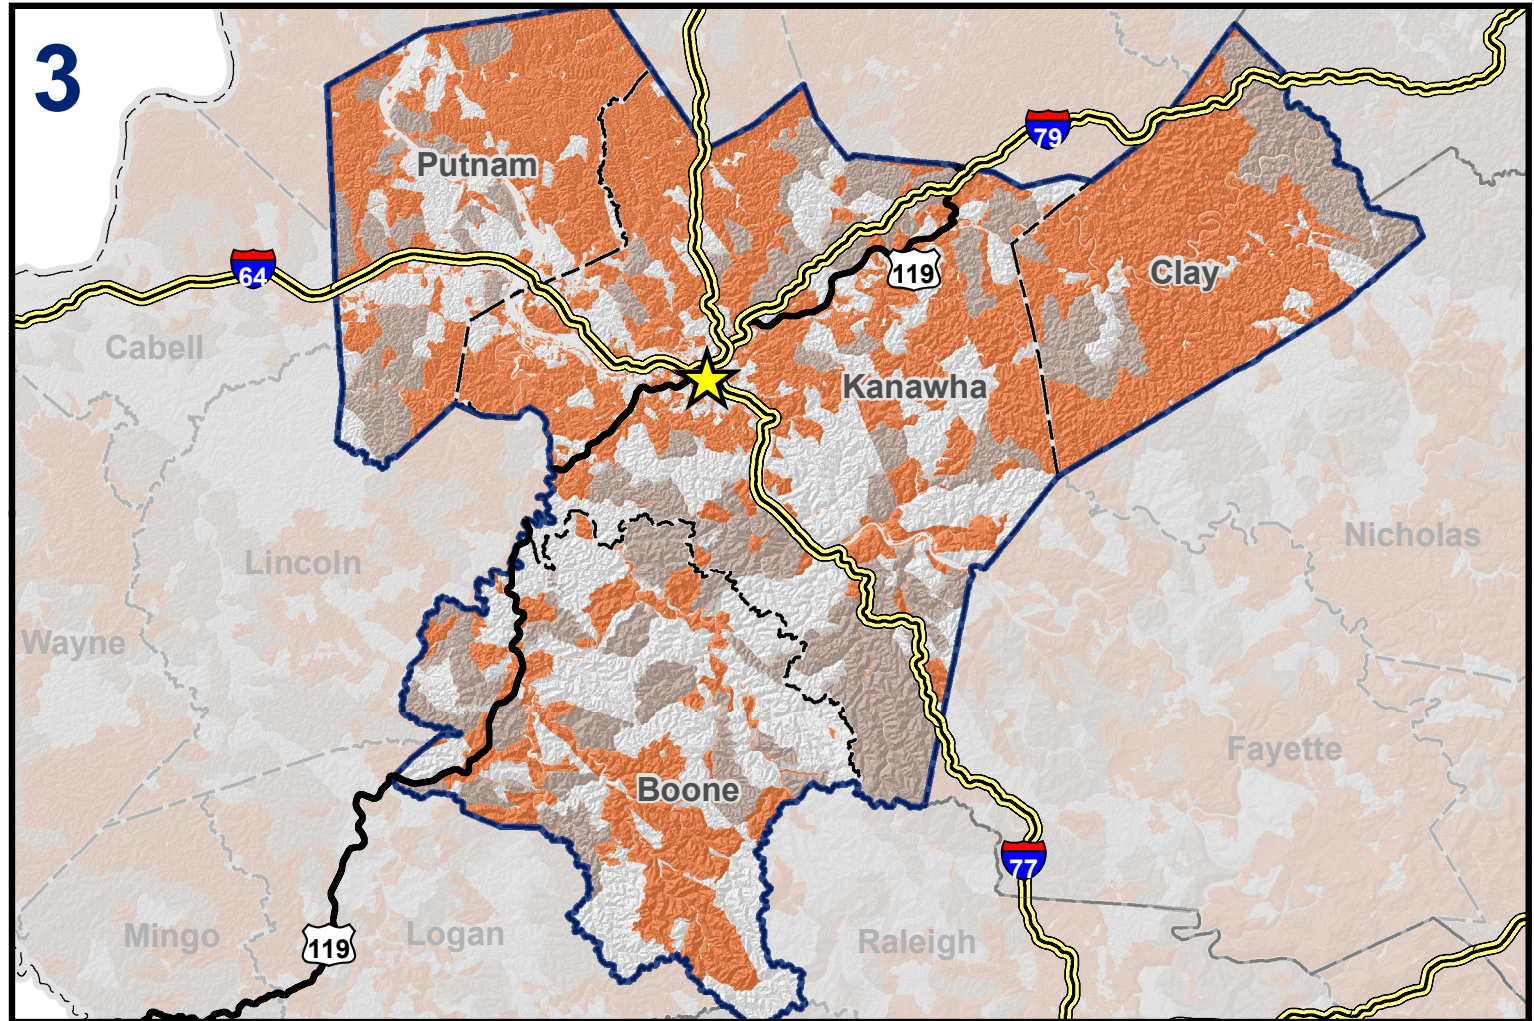 3
79
Putnam
119
Clay
64
Cabell
Kanawha
Nicholas
Lincoln
Wayne
Fayette
Boone
77
Mingo
119
Logan
Raleigh